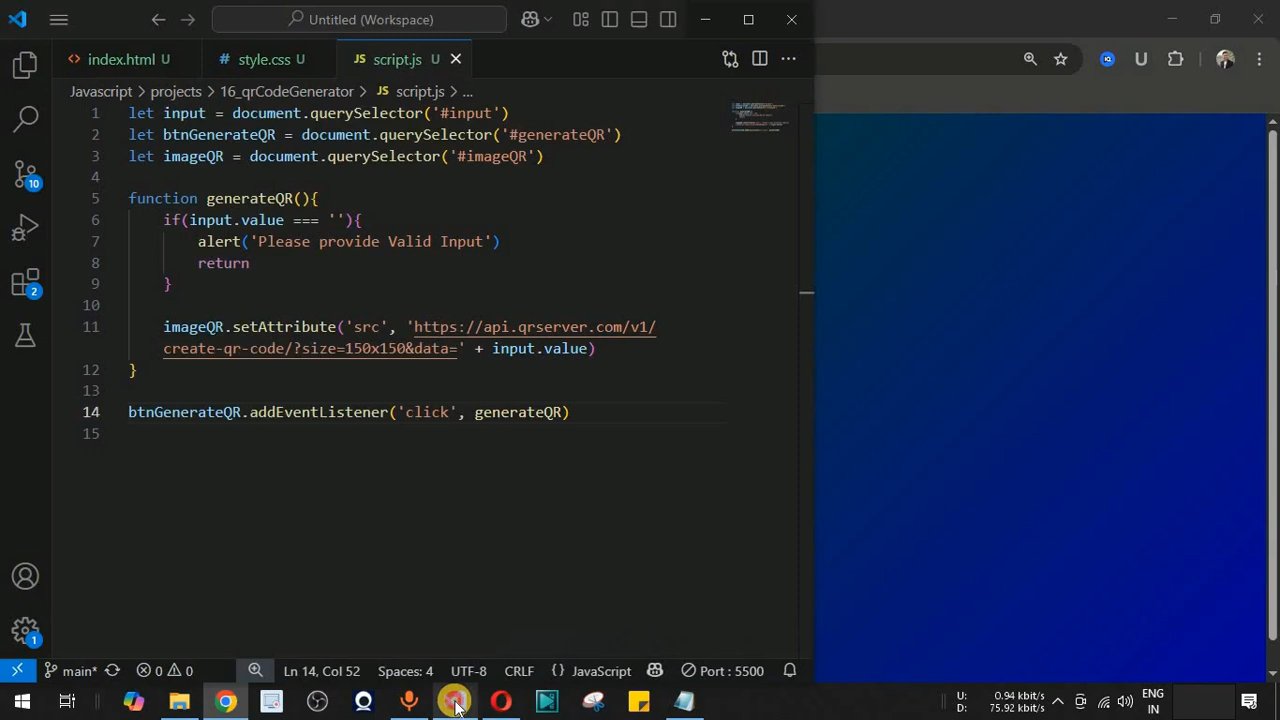 Untitled (Workspace)
index.html U
style.css U
JS script.js U
Javascript > projects > 16_qrCodeGenerator > JS script.js > ...
1 let input = document.querySelector('#input')
2 let btnGenerateQR = document.querySelector('#generateQR')
3 let imageQR = document.querySelector('#imageQR')
4
5 function generateQR(){
6 if(input.value === ''){
7 alert('Please provide Valid Input')
8 return
9 }
10
11 imageQR.setAttribute('src', 'https://api.qrserver.com/v1/
create-qr-code/?size=150x150&data=' + input.value)
12 }
13
14 btnGenerateQR.addEventListener('click', generateQR)
15
10
2
1
main* 0 0 Ln 14, Col 52 Spaces: 4 UTF-8 CRLF {} JavaScript Port : 5500
U: 0.94 kbit/s
D: 75.92 kbit/s
ENG
IN